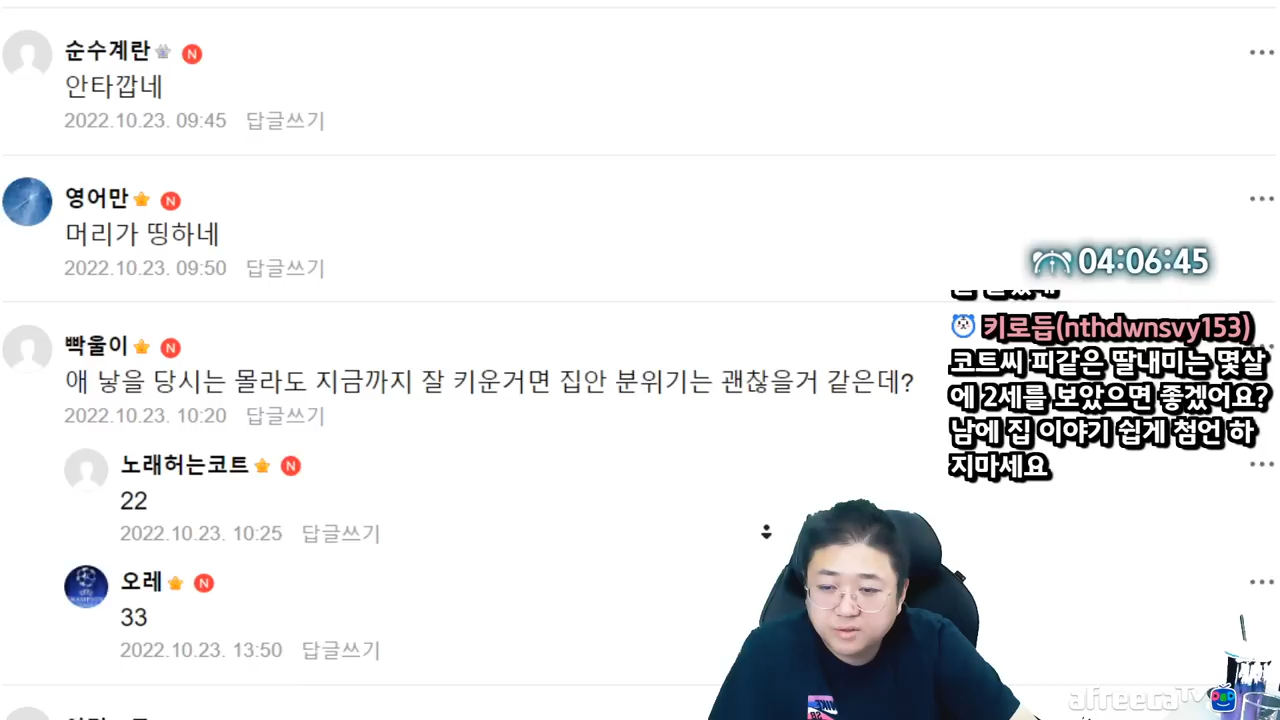 순수계란 N
안타깝네
2022.10.23. 09:45 답글쓰기
영어만 N
머리가 띵하네
2022.10.23. 09:50 답글쓰기
04:06:45
키로듭(nthdwnsvy153)
코트씨 피같은 딸내미는 몇살
에 2세를 보았으면 좋겠어요?
남에 집 이야기 쉽게 첨언 하
지마세요
빡울이 N
애 낳을 당시는 몰라도 지금까지 잘 키운거면 집안 분위기는 괜찮을거 같은데?
2022.10.23. 10:20 답글쓰기
노래허는코트 N
22
2022.10.23. 10:25 답글쓰기
오레 N
33
2022.10.23. 13:50 답글쓰기
afreecaTV